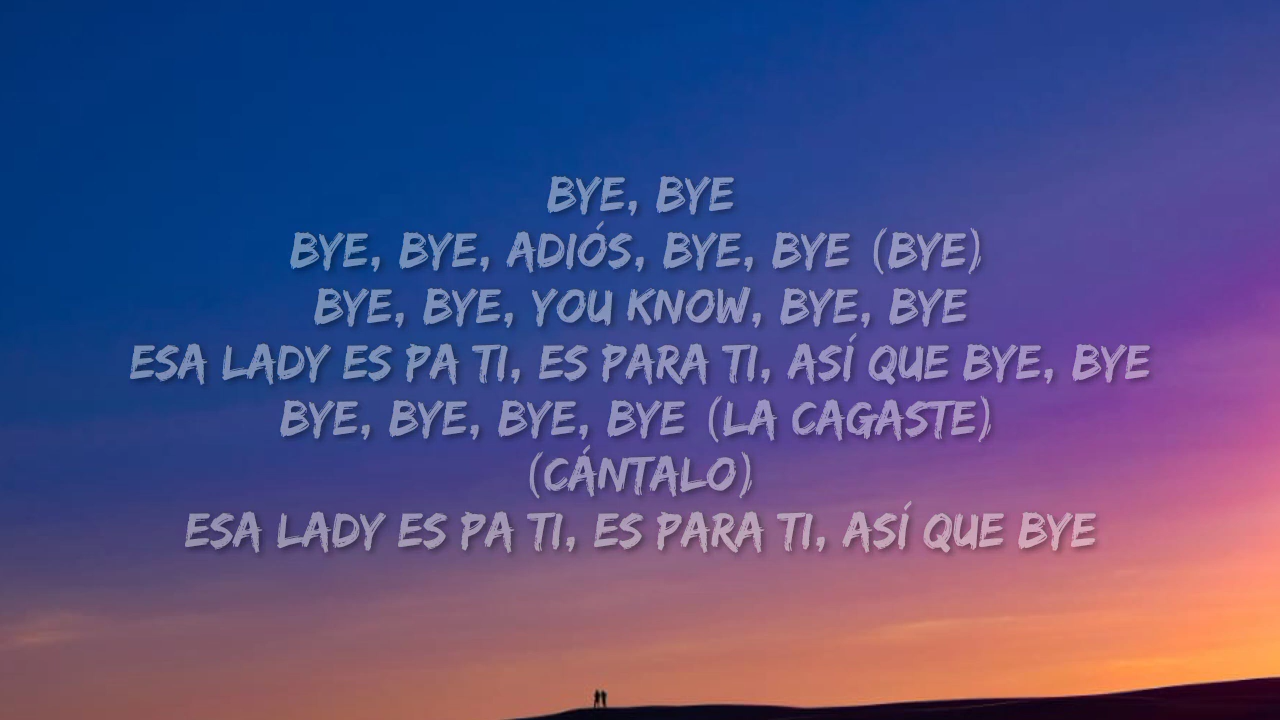 BYE, BYE
BYE, BYE, ADIÓS, BYE, BYE (BYE)
BYE, BYE, YOU KNOW, BYE, BYE
ESA LADY ES PA TI, ES PARA TI, ASÍ QUE BYE, BYE
BYE, BYE, BYE, BYE (LA CAGASTE)
(CÁNTALO)
ESA LADY ES PA TI, ES PARA TI, ASÍ QUE BYE